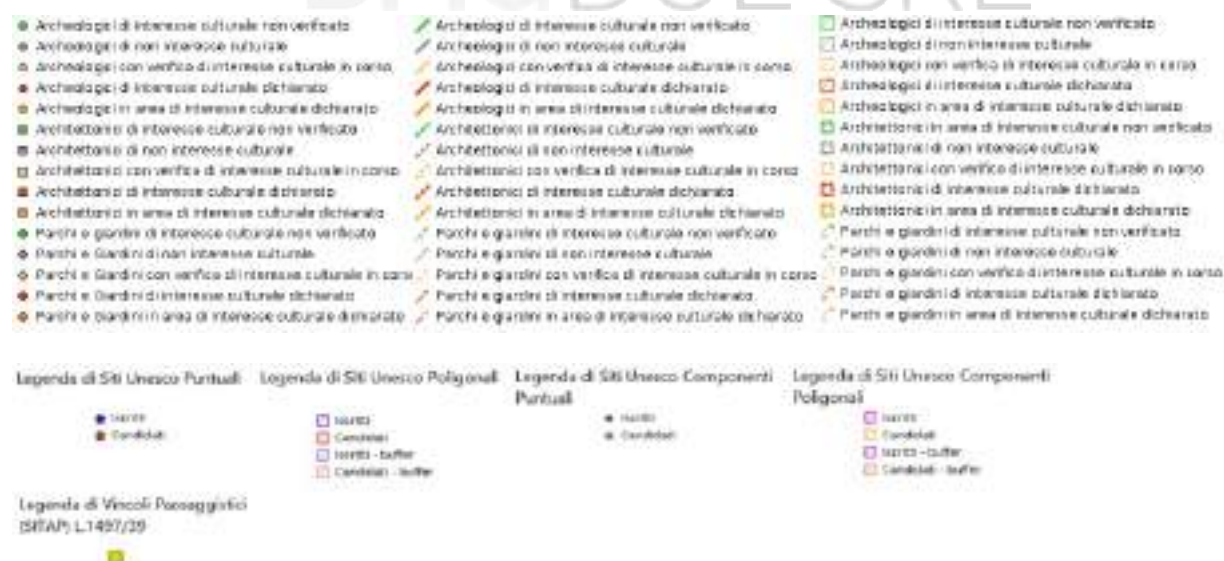 Archeologici di interesse culturale non verificato
Archeologici di non interesse culturale
Archeologici con verifica di interesse culturale in corso
Archeologici di interesse culturale dichiarato
Archeologici in area di interesse culturale dichiarato
Architettonici di interesse culturale non verificato
Architettonici di non interesse culturale
Architettonici con verifica di interesse culturale in corso
Architettonici di interesse culturale dichiarato
Architettonici in area di interesse culturale dichiarato
Parchi e giardini di interesse culturale non verificato
Parchi e Giardini di non interesse culturale
Parchi e Giardini con verifica di interesse culturale in corso
Parchi e Giardini di interesse culturale dichiarato
Parchi e Giardini in area di interesse culturale dichiarato
Archeologici di interesse culturale non verificato
Archeologici di non interesse culturale
Archeologici con verifica di interesse culturale in corso
Archeologici di interesse culturale dichiarato
Archeologici in area di interesse culturale dichiarato
Architettonici di interesse culturale non verificato
Architettonici di non interesse culturale
Architettonici con verifica di interesse culturale in corso
Architettonici di interesse culturale dichiarato
Architettonici in area di interesse culturale dichiarato
Parchi e giardini di interesse culturale non verificato
Parchi e giardini di non interesse culturale
Parchi e giardini con verifica di interesse culturale in corso
Parchi e giardini di interesse culturale dichiarato
Parchi e giardini in area di interesse culturale dichiarato
Archeologici di interesse culturale non verificato
Archeologici di non interesse culturale
Archeologici con verifica di interesse culturale in corso
Archeologici di interesse culturale dichiarato
Archeologici in area di interesse culturale dichiarato
Architettonici in area di interesse culturale non verificato
Architettonici di non interesse culturale
Architettonici con verifica di interesse culturale in corso
Architettonici di interesse culturale dichiarato
Architettonici in area di interesse culturale dichiarato
Parchi e giardini di interesse culturale non verificato
Parchi e giardini di non interesse culturale
Parchi e giardini con verifica di interesse culturale in corso
Parchi e giardini di interesse culturale dichiarato
Parchi e giardini in area di interesse culturale dichiarato
Legenda di Siti Unesco Puntuali
Iscritti
Candidati
Legenda di Siti Unesco Poligonali
Iscritti
Candidati
Iscritti - buffer
Candidati - buffer
Legenda di Siti Unesco Componenti
Puntuali
Iscritti
Candidati
Legenda di Siti Unesco Componenti
Poligonali
Iscritti
Candidati
Iscritti - buffer
Candidati - buffer
Legenda di Vincoli Paesaggistici
(SITAP) L.1497/39